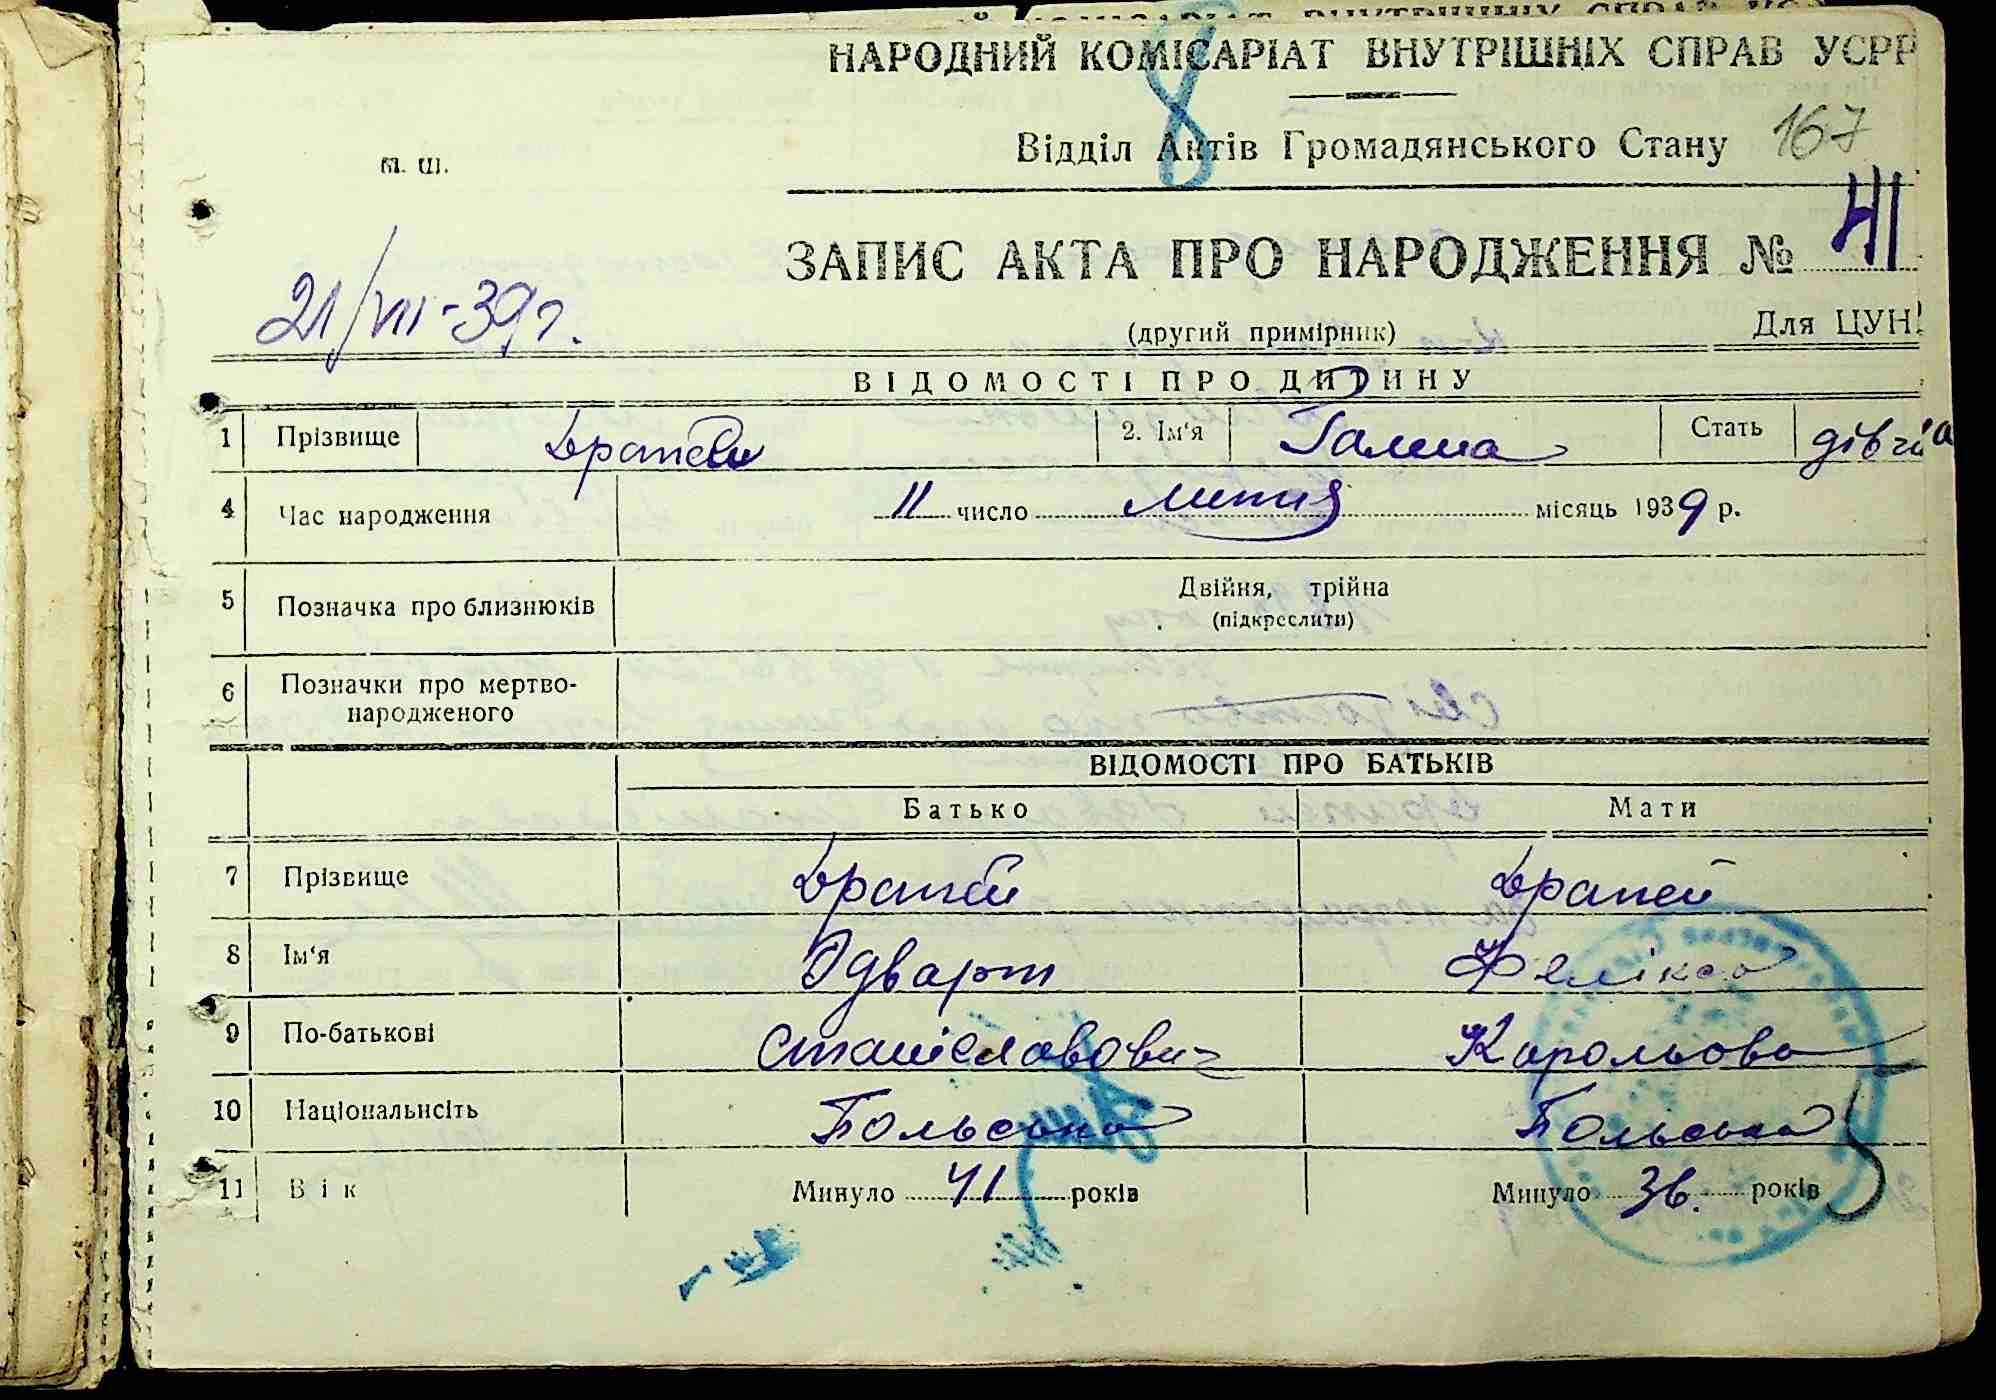 НАРОДНИЙ КОМІСАРІАТ ВНУТРІШНІХ СПРАВ УСРР
8
Відділ Актів Громадянського Стану 167
м. ш.
ЗАПИС АКТА ПРО НАРОДЖЕННЯ № 41
21/VII-39 г.
(другий примірник) Для ЦУН
ВІДОМОСТІ ПРО ДИТИНУ
1 Прізвище Драпей 2. Ім'я Галина Стать дівчіа
4 Час народження 11 число липня місяць 1939 р.
5 Позначка про близнюків Двійня, трійна
(підкреслити)
6 Позначки про мертво-
народженого
ВІДОМОСТІ ПРО БАТЬКІВ
Батько Мати
7 Прізвище Драпей Драпей
8 Ім'я Эдварт Фелікса
9 По-батькові Станіславович Карольова
10 Національність Польська Польська
11 Вік Минуло 41 років Минуло 36. років